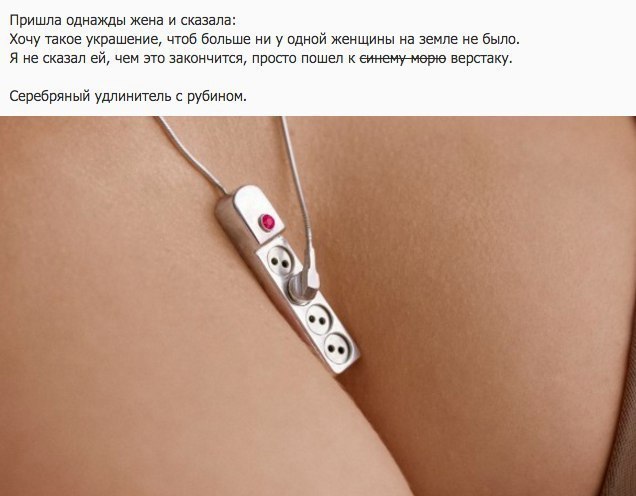 Пришла однажды жена и сказала:
Хочу такое украшение, чтоб больше ни у одной женщины на земле не было.
Я не сказал ей, чем это закончится, просто пошел к синему морю верстаку.
Серебряный удлинитель с рубином.